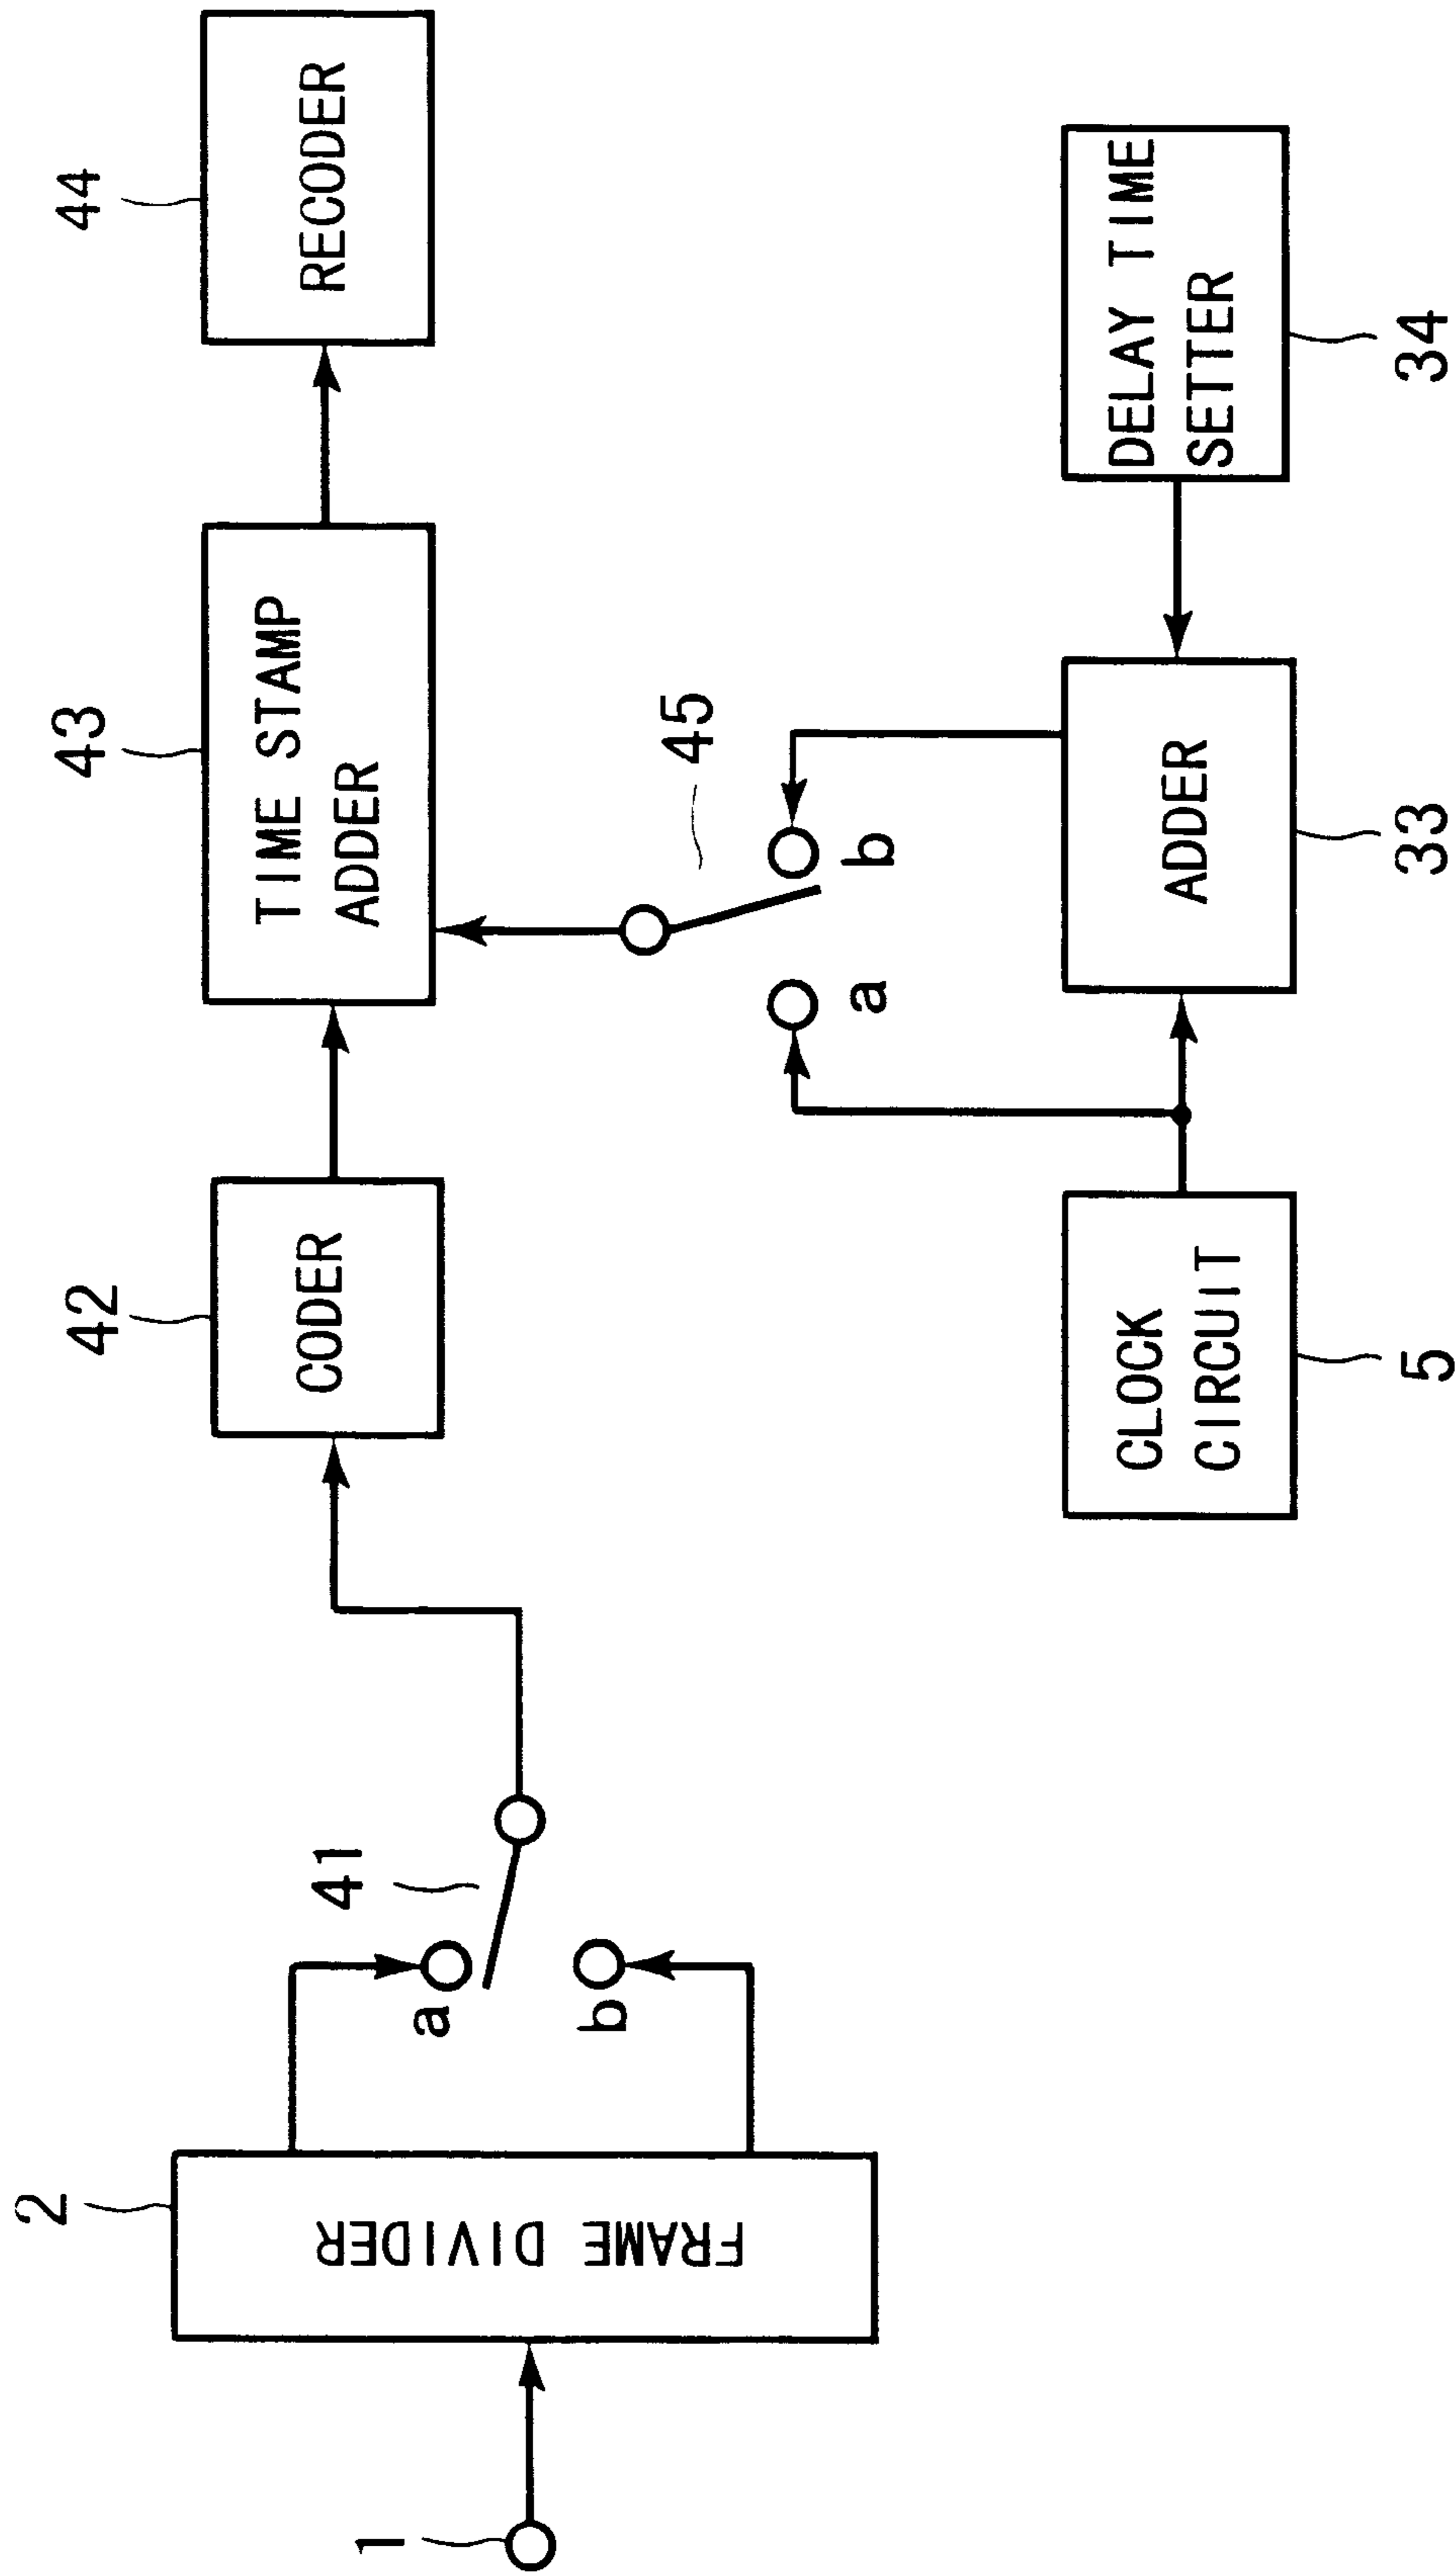 44
RECODER
43
TIME STAMP
ADDER
42
CODER
41
a
b
2
FRAME DIVIDER
1
45
a
b
DELAY TIME
SETTER
34
ADDER
33
CLOCK
CIRCUIT
5